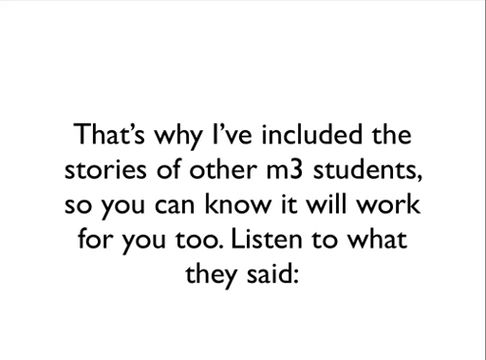 That’s why I’ve included the
stories of other m3 students,
so you can know it will work
for you too. Listen to what
they said: